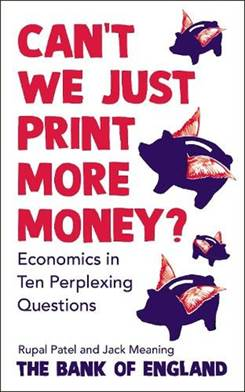 CAN'T
WE JUST
PRINT
MORE
MONEY?
Economics in
Ten Perplexing
Questions
Rupal Patel and Jack Meaning
THE BANK OF ENGLAND